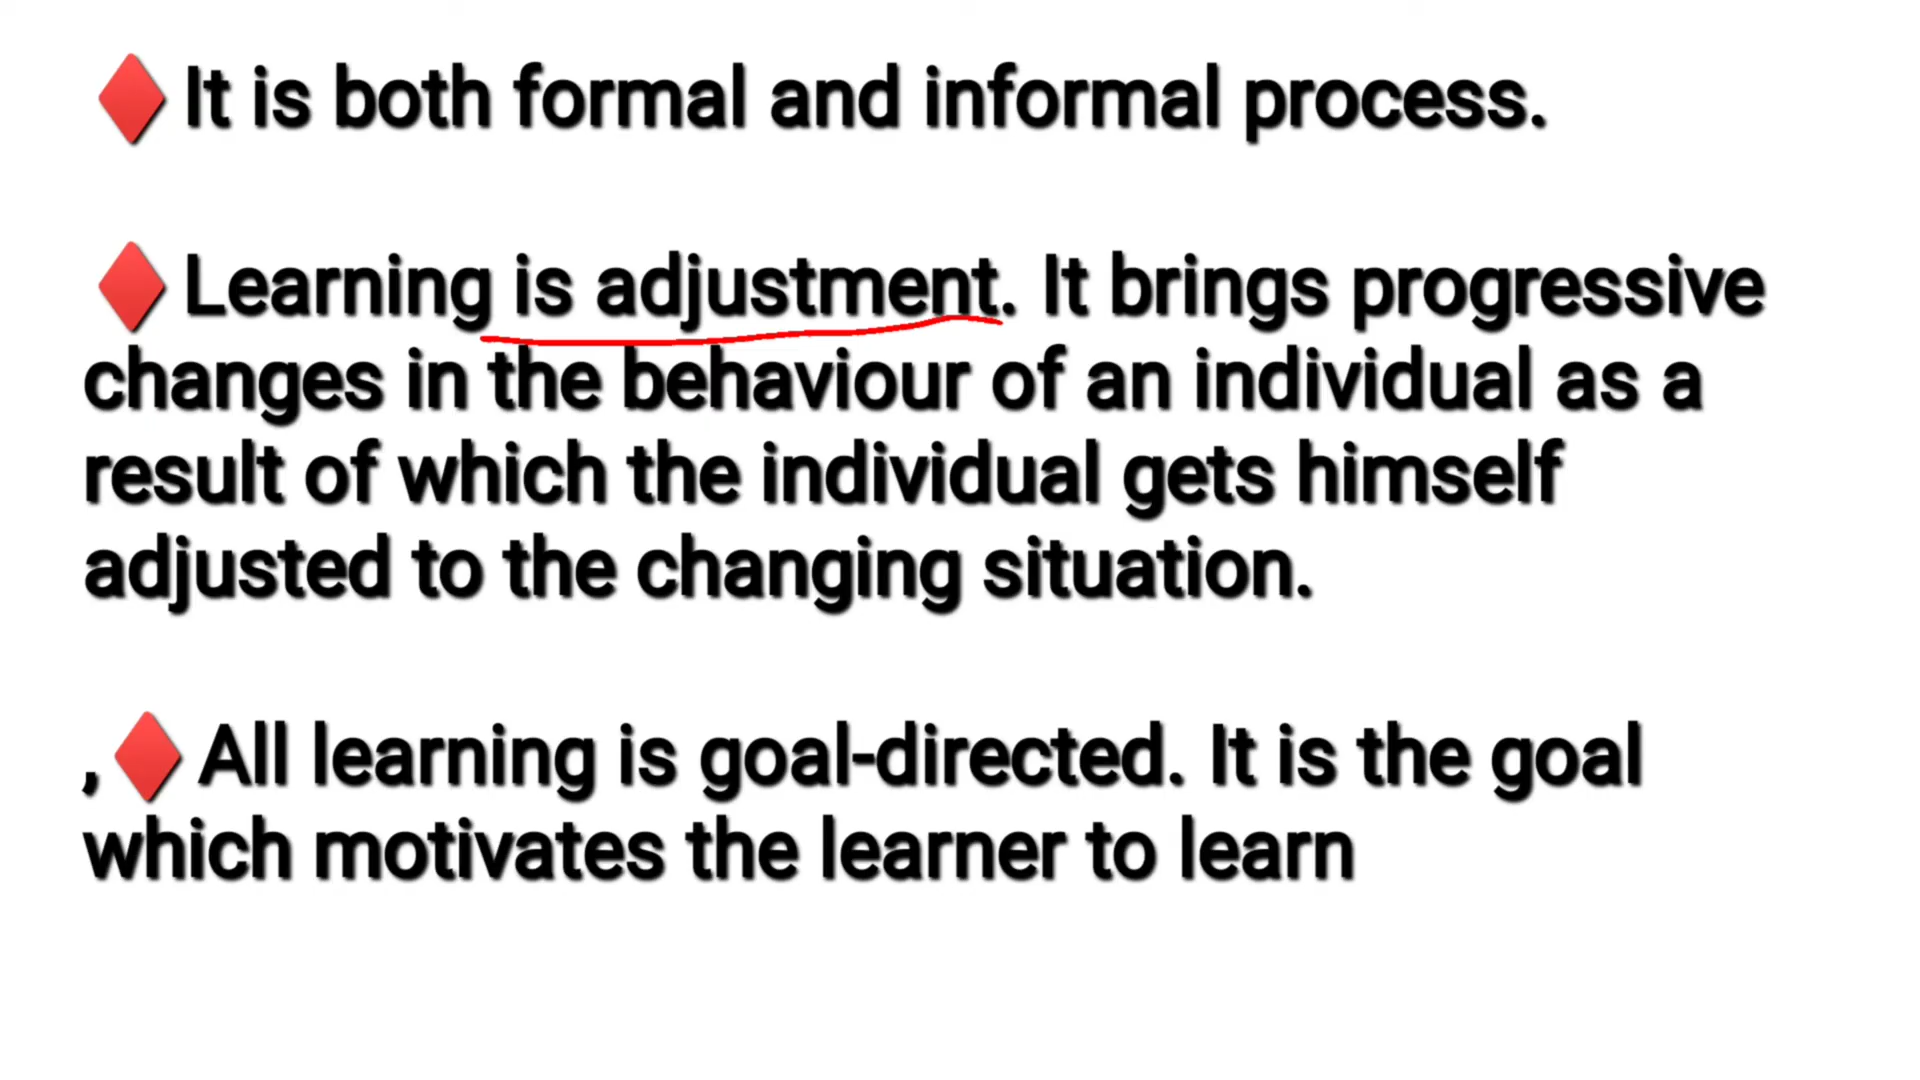 ♦️It is both formal and informal process.
♦️Learning is adjustment. It brings progressive
changes in the behaviour of an individual as a
result of which the individual gets himself
adjusted to the changing situation.
,♦️All learning is goal-directed. It is the goal
which motivates the learner to learn